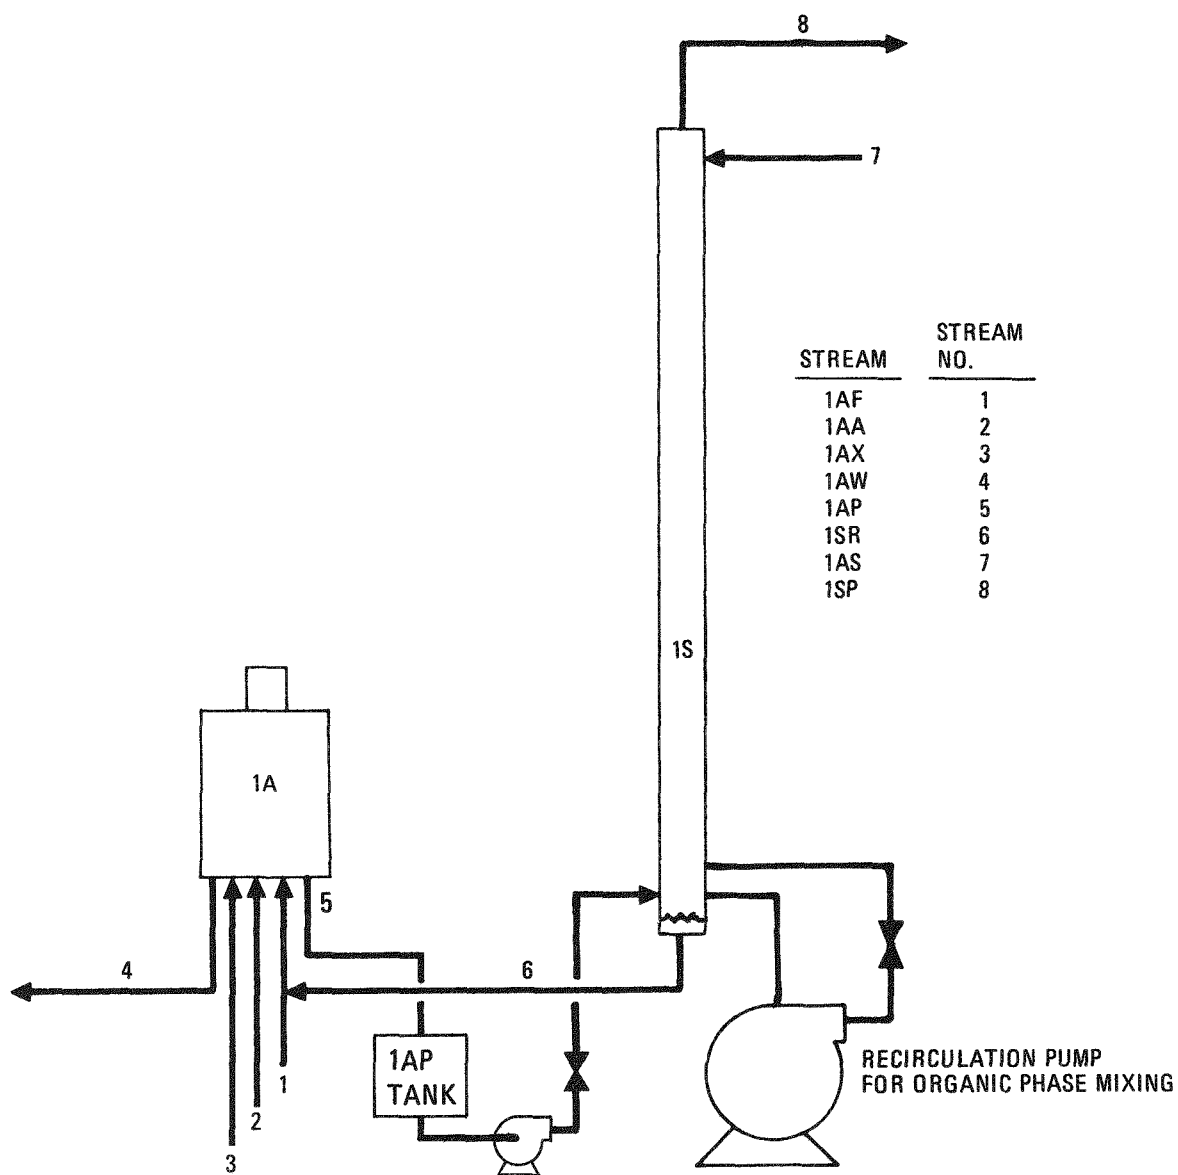 8
7
STREAM STREAM NO.
1AF 1
1AA 2
1AX 3
1AW 4
1AP 5
1SR 6
1AS 7
1SP 8
1S
1A
5
4
6
1AP
TANK
1
2
3
RECIRCULATION PUMP
FOR ORGANIC PHASE MIXING